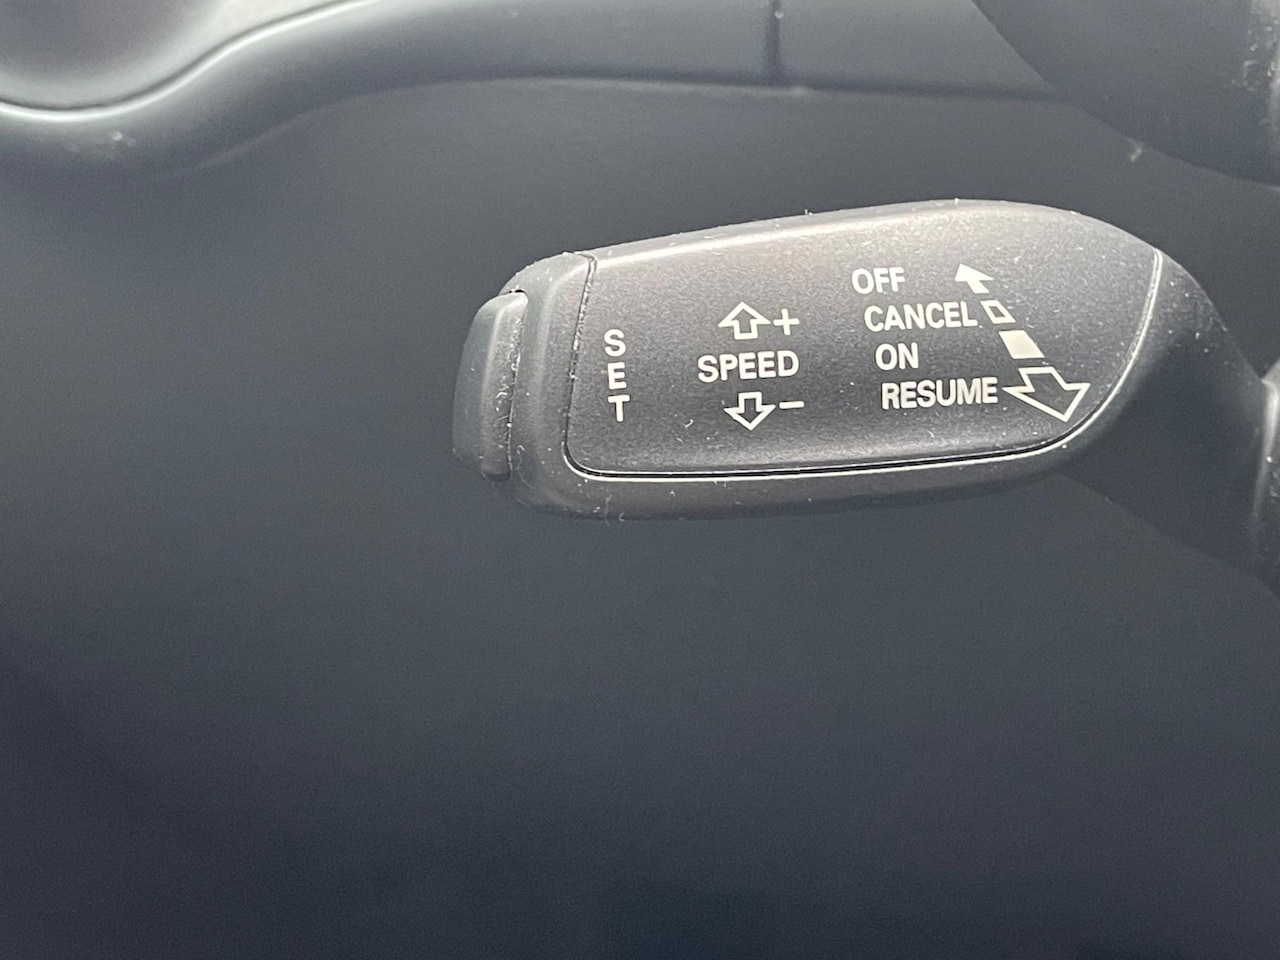 SET
+
SPEED
−
OFF
CANCEL
ON
RESUME